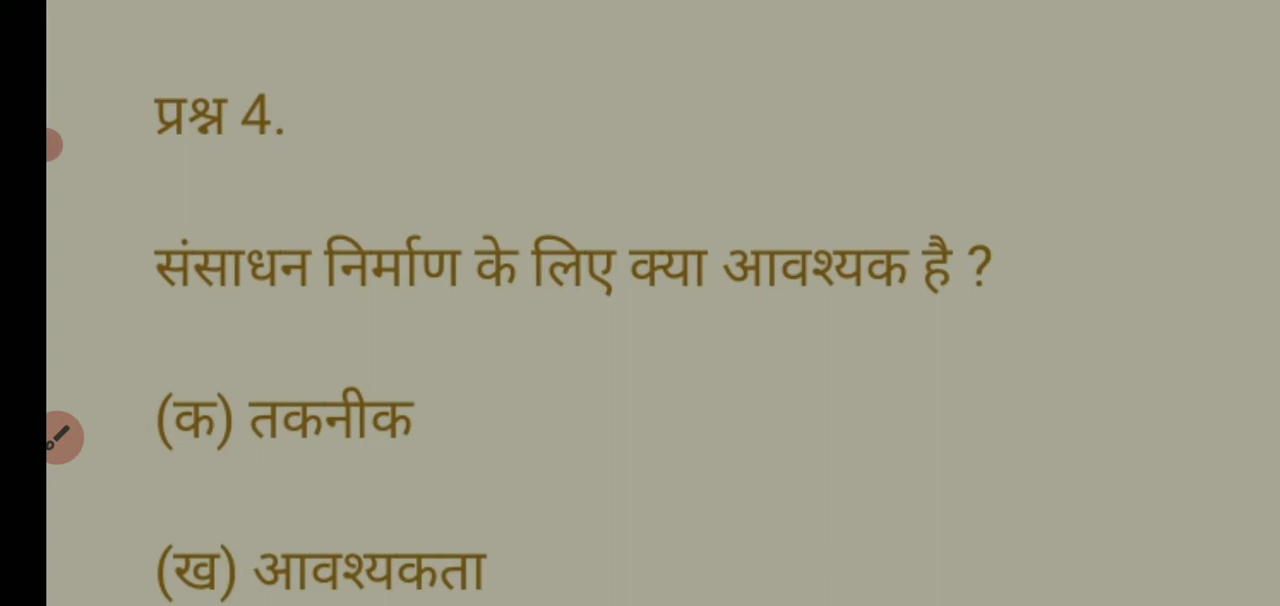 प्रश्न 4.
संसाधन निर्माण के लिए क्या आवश्यक है ?
(क) तकनीक
(ख) आवश्यकता